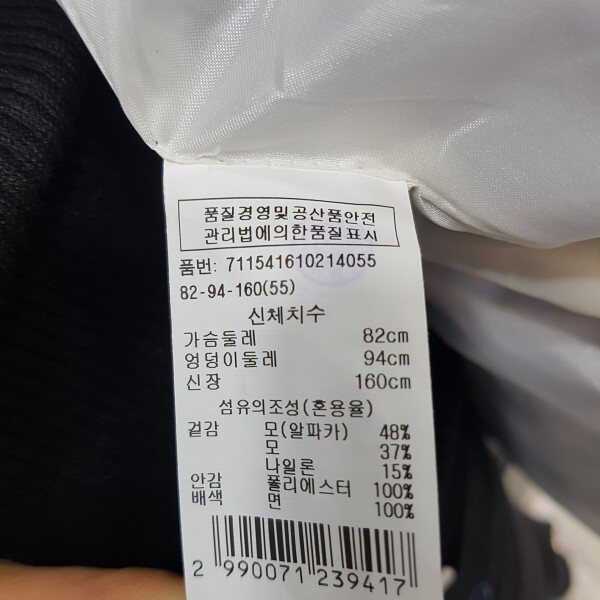 품질경영및공산품안전
관리법에의한품질표시
품번: 711541610214055
82-94-160(55)
신체치수
가슴둘레 82cm
엉덩이둘레 94cm
신장 160cm
섬유의조성(혼용율)
겉감 모(알파카) 48%
모 37%
나일론 15%
안감 폴리에스터 100%
배색 면 100%
2 990071 239417